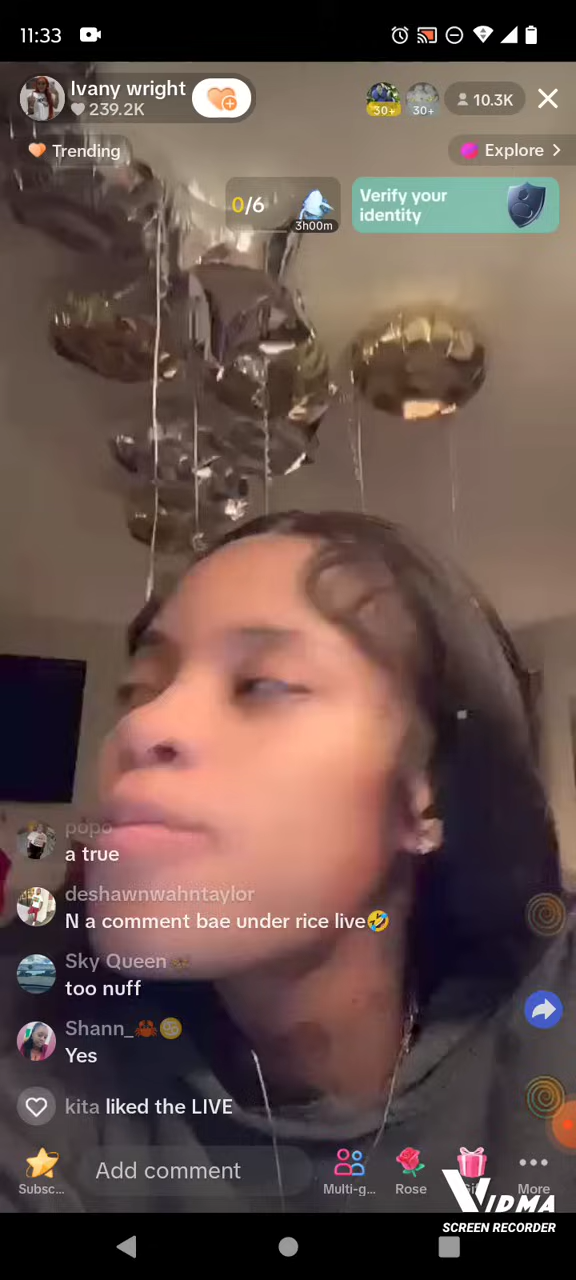 11:33
Ivany wright
239.2K
30+
30+
10.3K
Trending
Explore
0/6
3h00m
Verify your
identity
popo
a true
deshawnwahntaylor
N a comment bae under rice live🤣
Sky Queen
too nuff
Shann_🦀♋
Yes
kita liked the LIVE
Add comment
Subsc...
Multi-g...
Rose
More
VIDMA
SCREEN RECORDER